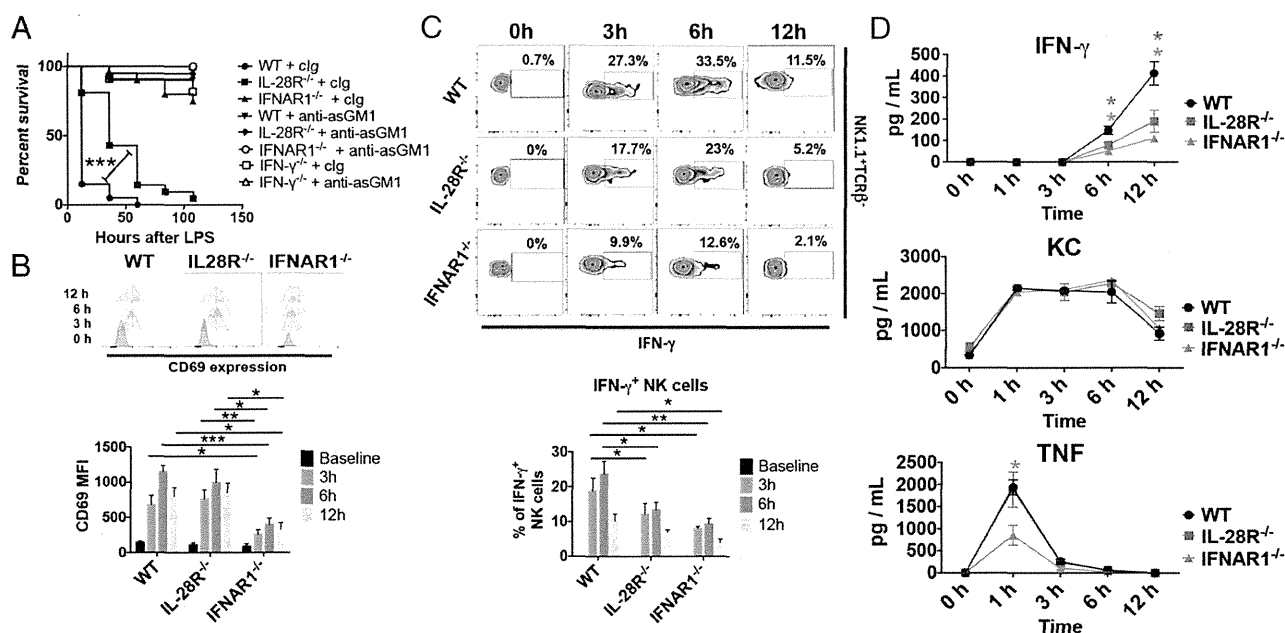 A
Percent survival
100
50
0
0
50
100
150
Hours after LPS
***
WT + cIg
IL-28R-/- + cIg
IFNAR1-/- + cIg
WT + anti-asGM1
IL-28R-/- + anti-asGM1
IFNAR1-/- + anti-asGM1
IFN-γ-/- + cIg
IFN-γ-/- + anti-asGM1
B
WT
IL28R-/-
IFNAR1-/-
12 h
6 h
3 h
0 h
CD69 expression
*
*
**
*
***
*
CD69 MFI
1500
1000
500
0
WT
IL-28R-/-
IFNAR1-/-
Baseline
3h
6h
12h
C
0h
3h
6h
12h
WT
0.7%
27.3%
33.5%
11.5%
IL-28R-/-
0%
17.7%
23%
5.2%
IFNAR1-/-
0%
9.9%
12.6%
2.1%
NK1.1+TCRβ-
IFN-γ
IFN-γ+ NK cells
*
**
*
*
*
% of IFN-γ+
NK cells
30
20
10
0
WT
IL-28R-/-
IFNAR1-/-
Baseline
3h
6h
12h
D
IFN-γ
pg / mL
500
400
300
200
100
0
*
*
*
*
0 h
1 h
3 h
6 h
12 h
Time
WT
IL-28R-/-
IFNAR1-/-
KC
pg / mL
3000
2000
1000
0
0 h
1 h
3 h
6 h
12 h
Time
WT
IL-28R-/-
IFNAR1-/-
TNF
pg / mL
2500
2000
1500
1000
500
0
*
0 h
1 h
3 h
6 h
12 h
Time
WT
IL-28R-/-
IFNAR1-/-